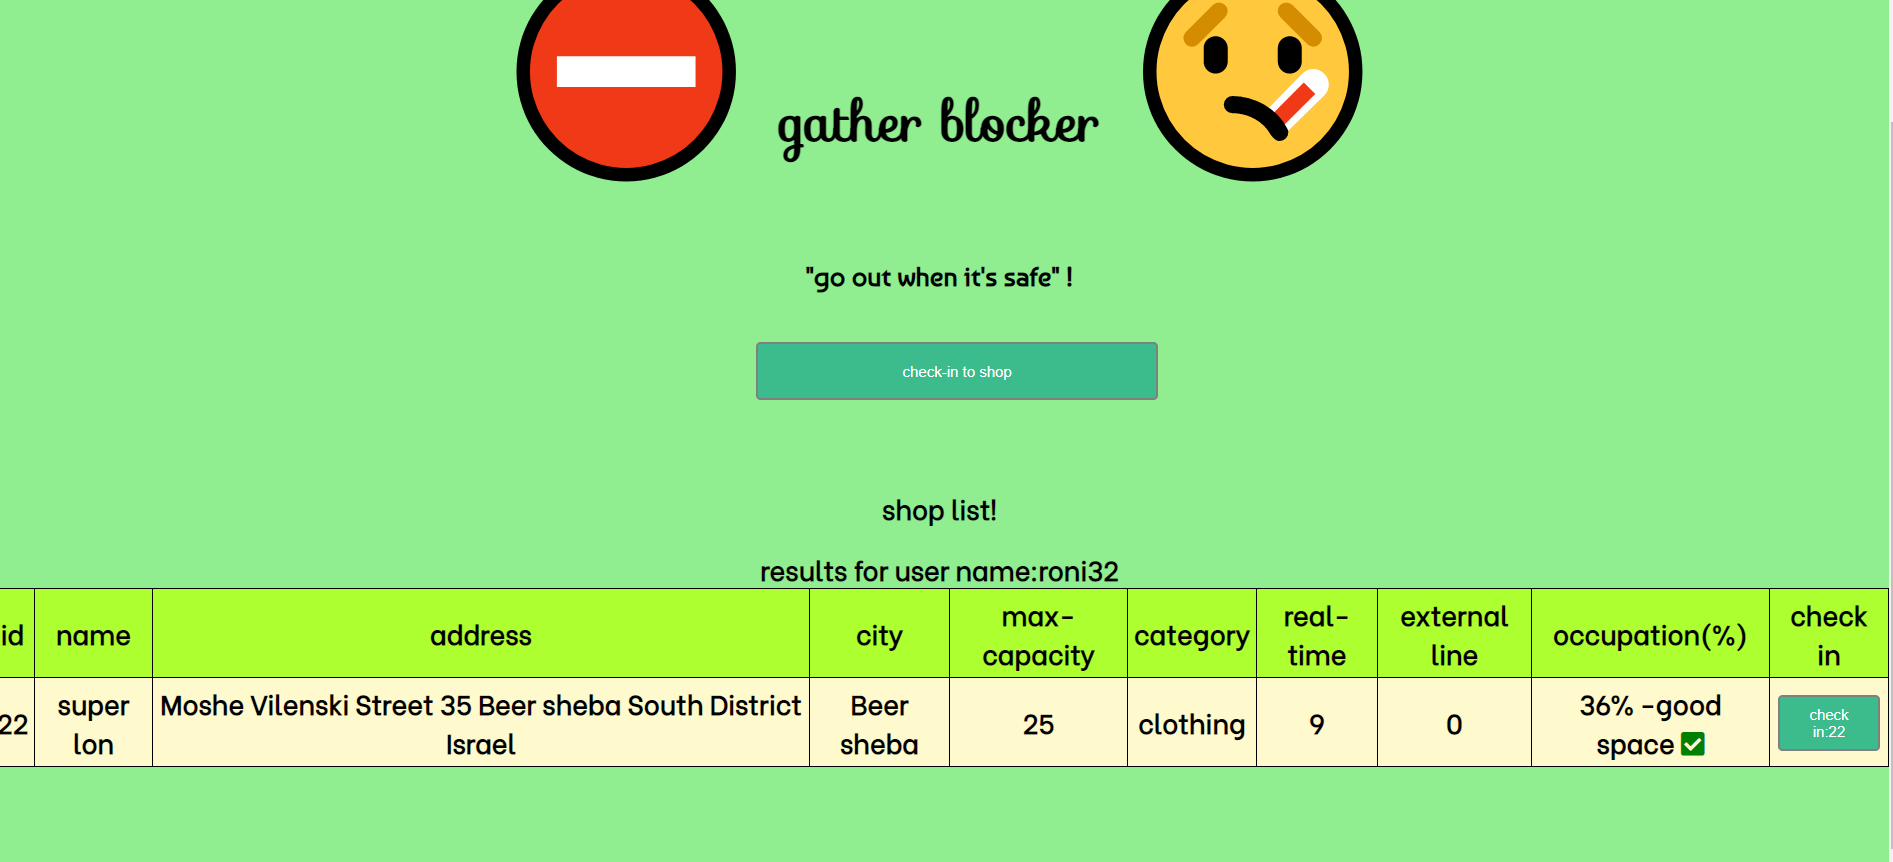 gather blocker
"go out when it's safe" !
check-in to shop
shop list!
results for user name:roni32
id name address city max-capacity category real-time external line occupation(%) check in
22 super lon Moshe Vilenski Street 35 Beer sheba South District Israel Beer sheba 25 clothing 9 0 36% -good space ✅ check in:22